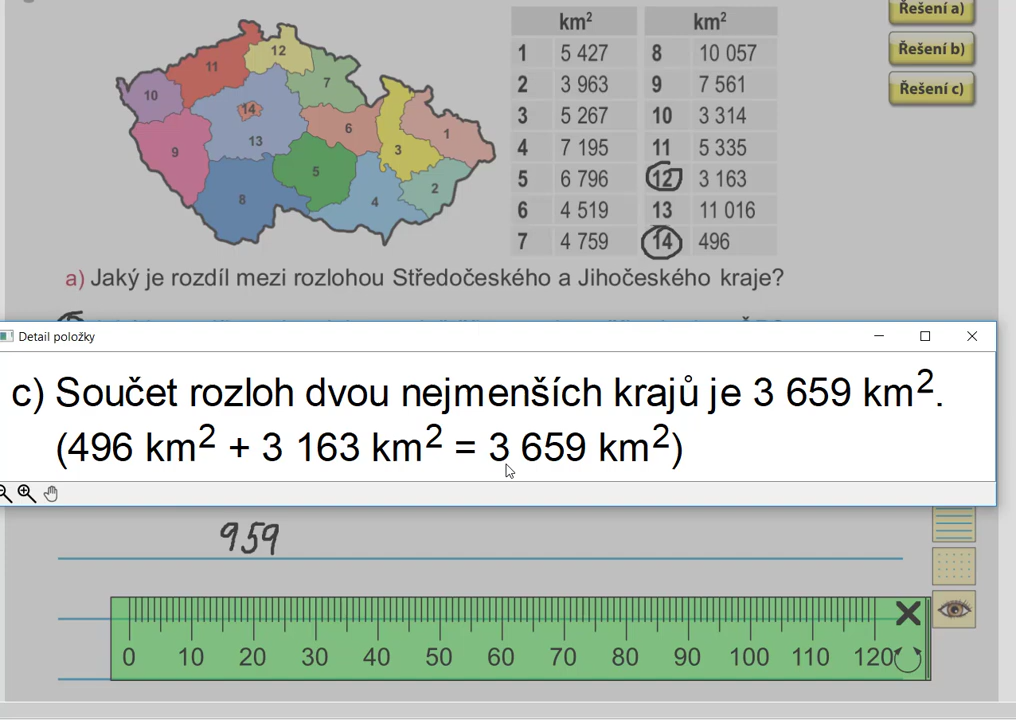 km² km² Řešení a)
1 5 427 8 10 057 Řešení b)
2 3 963 9 7 561 Řešení c)
3 5 267 10 3 314
4 7 195 11 5 335
5 6 796 12 3 163
6 4 519 13 11 016
7 4 759 14 496
12
11
7
10
14
6
1
13
3
9
5
2
8
4
a) Jaký je rozdíl mezi rozlohou Středočeského a Jihočeského kraje?
Detail položky
c) Součet rozloh dvou nejmenších krajů je 3 659 km².
(496 km² + 3 163 km² = 3 659 km²)
959
0 10 20 30 40 50 60 70 80 90 100 110 120